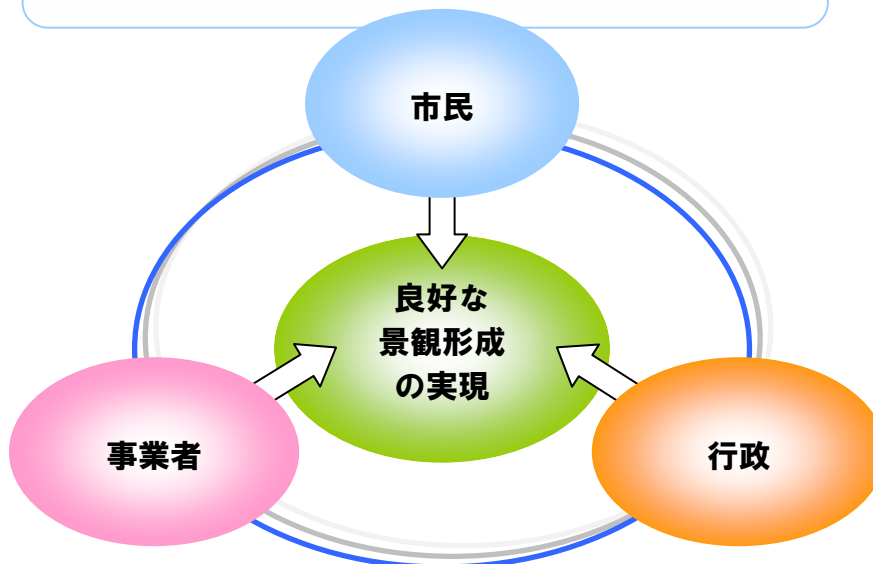 市民
良好な
景観形成
の実現
事業者
行政